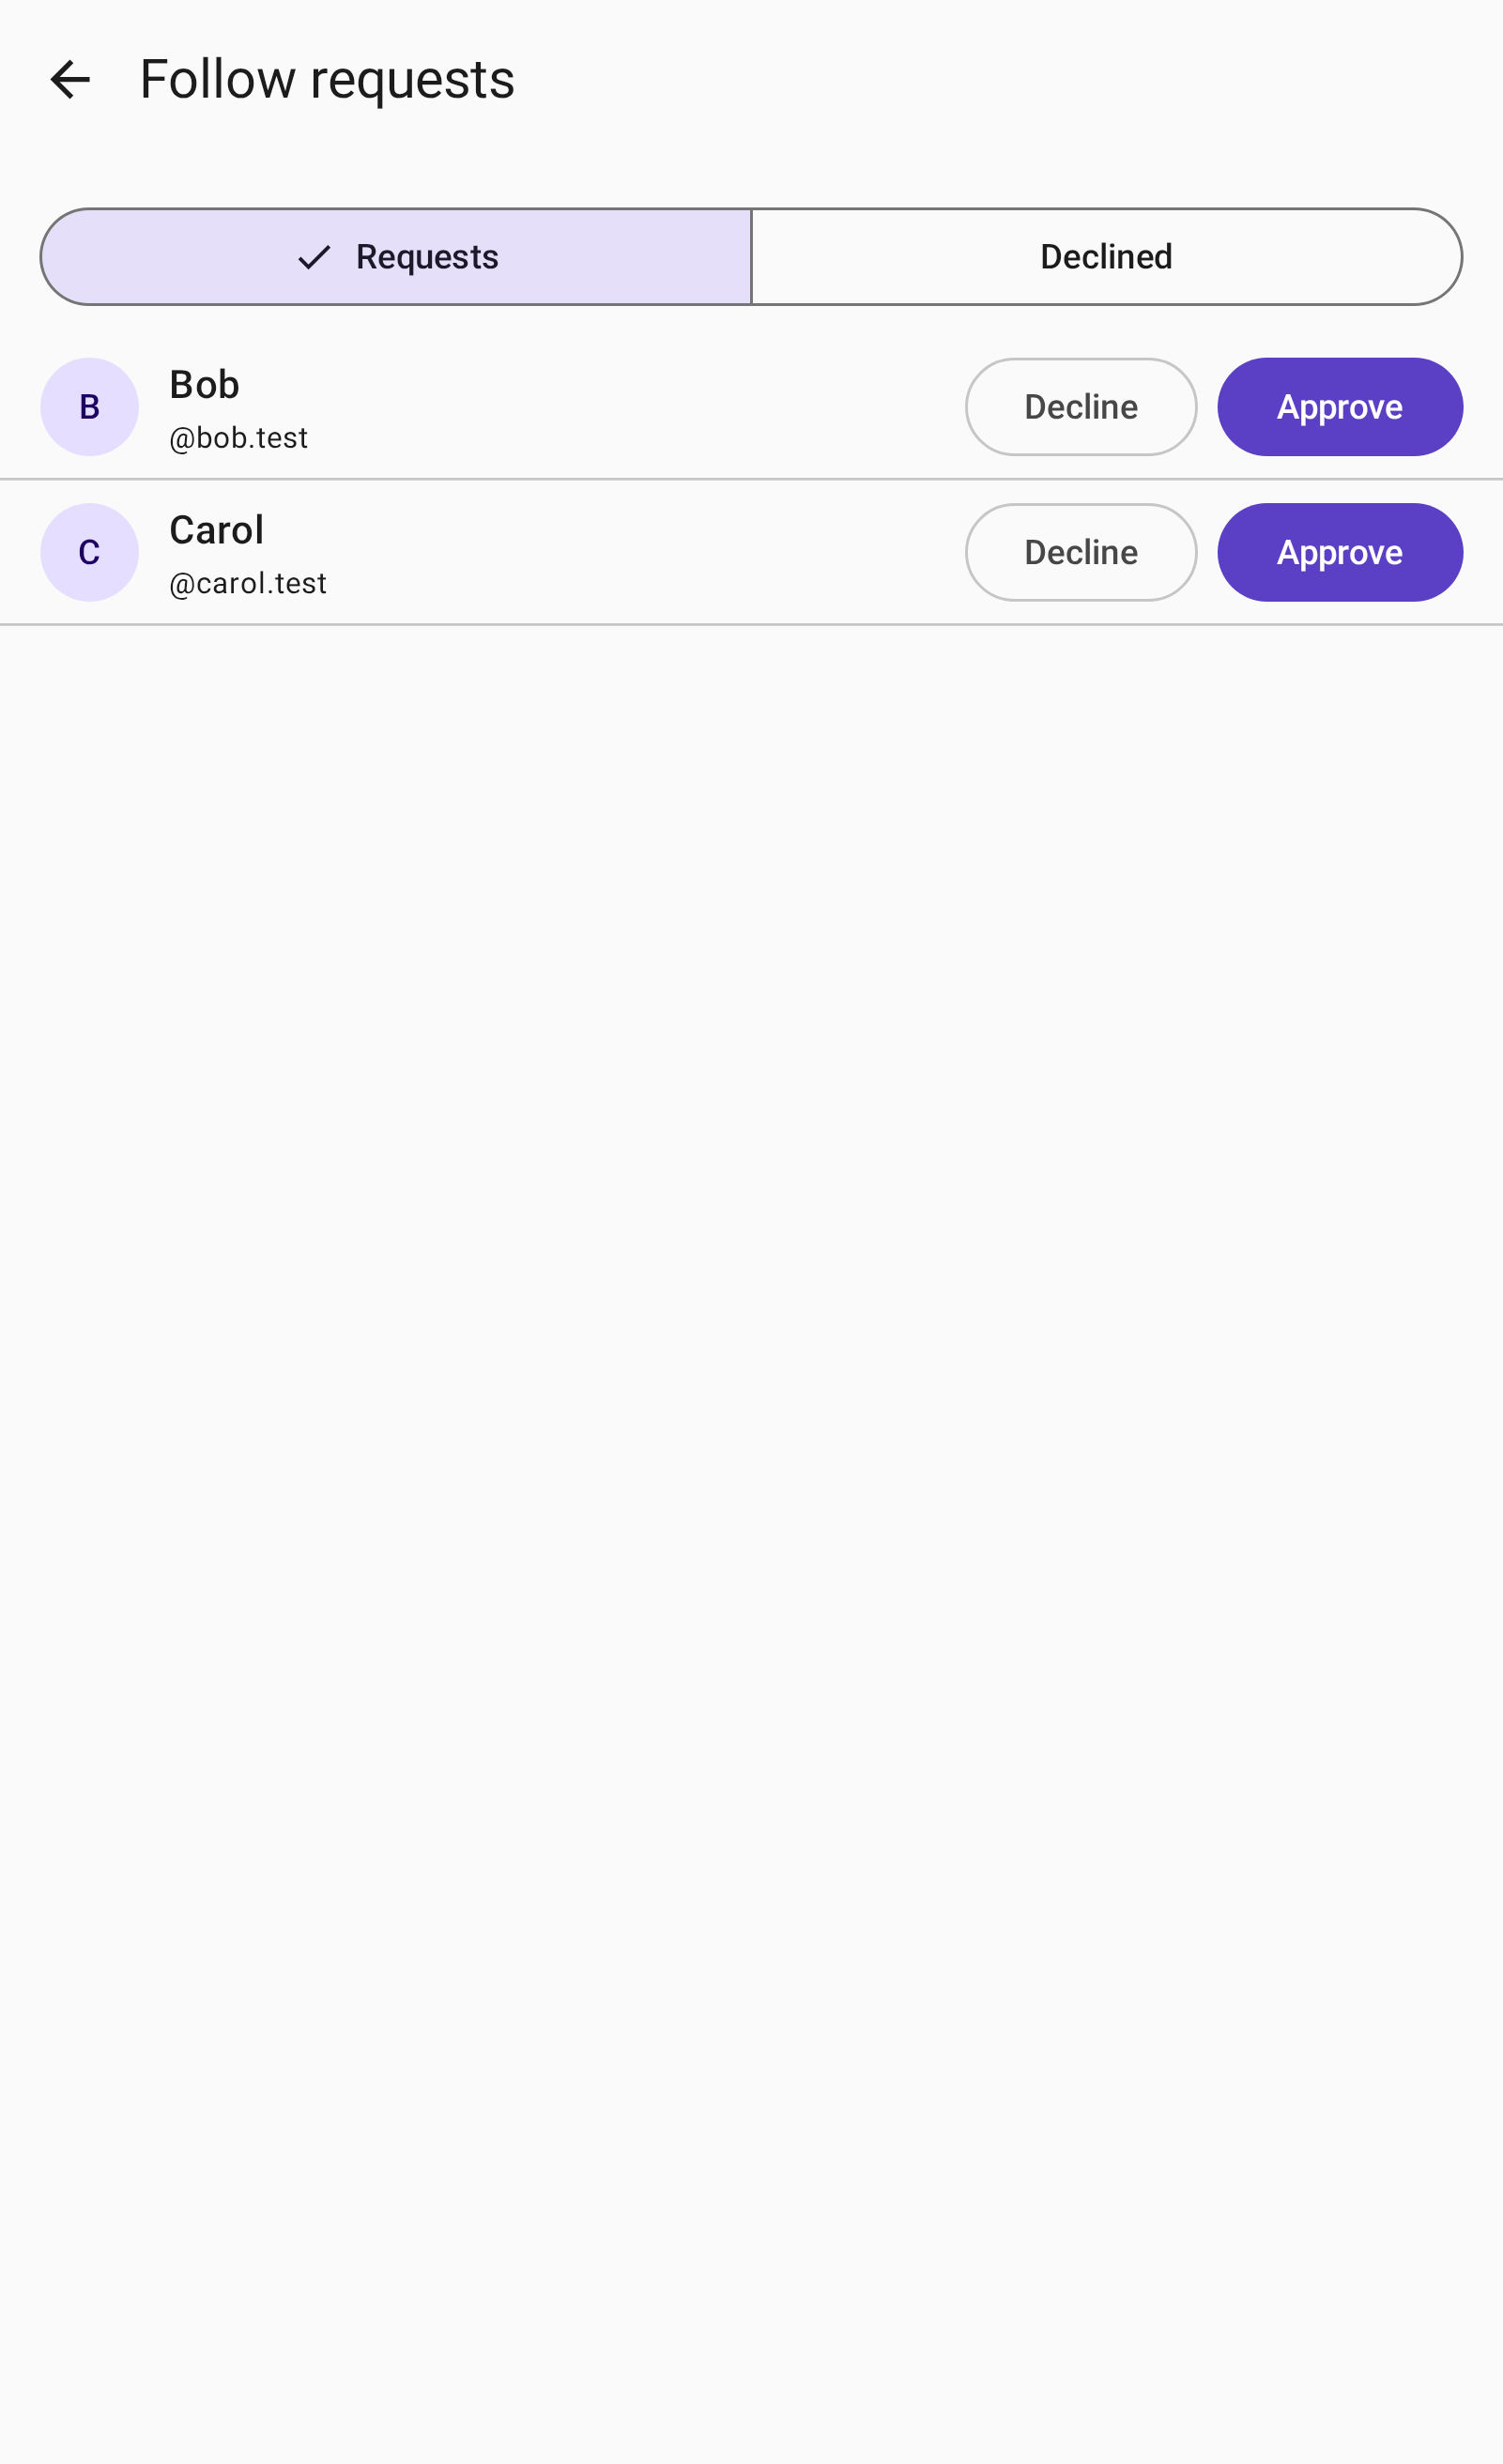 Follow requests
Requests
Declined
B
Bob
@bob.test
Decline
Approve
C
Carol
@carol.test
Decline
Approve